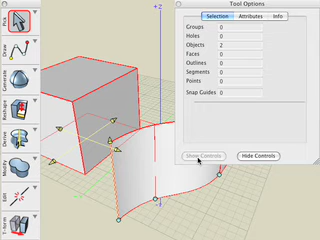 Tool Options
Selection
Attributes
Info
Groups 0
Holes 0
Objects 2
Faces 0
Outlines 0
Segments 0
Points 0
Snap Guides 0
Show Controls
Hide Controls
+z
Pick
Draw
Generate
Reshape
Derive
Modify
Edit